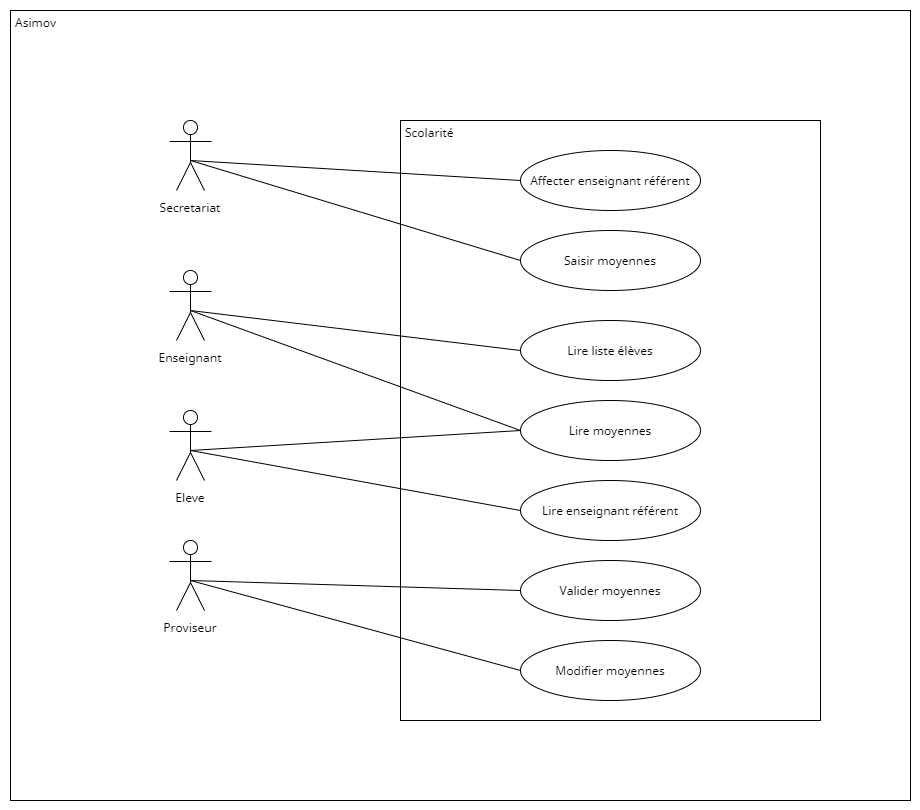 Asimov
Scolarité
Secretariat
Affecter enseignant référent
Saisir moyennes
Enseignant
Lire liste élèves
Lire moyennes
Eleve
Lire enseignant référent
Proviseur
Valider moyennes
Modifier moyennes